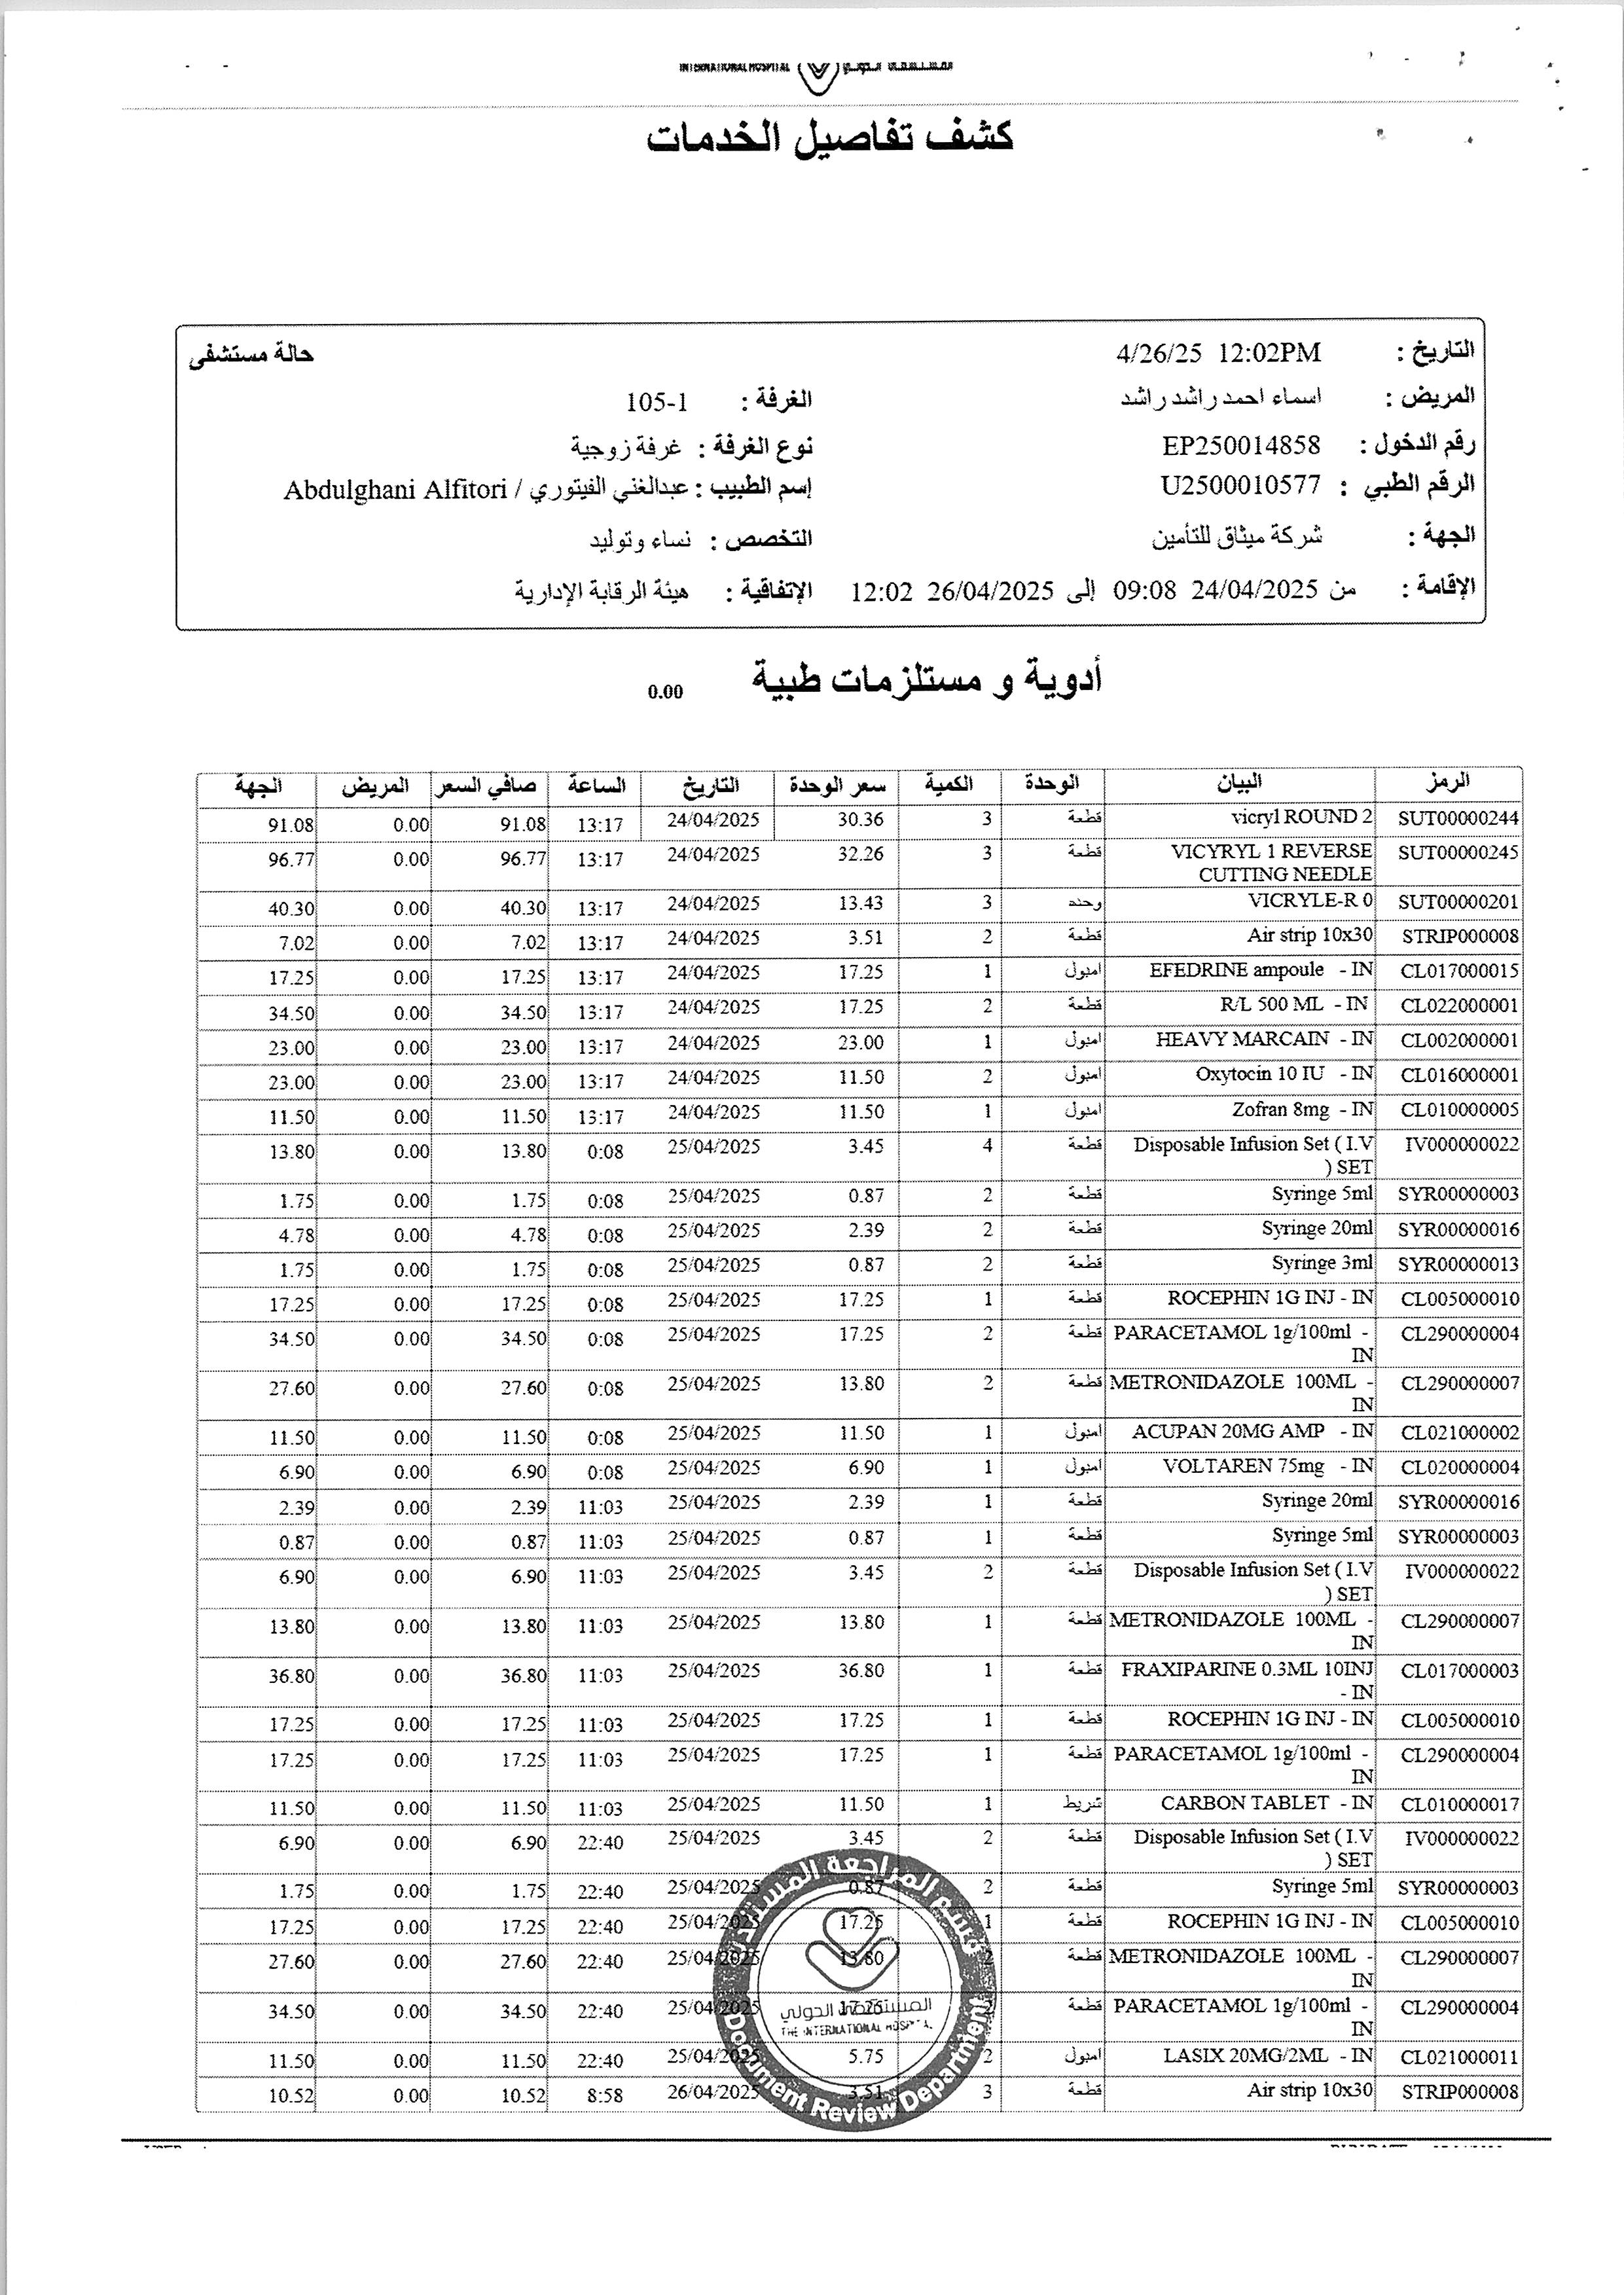 INTERNATIONAL HOSPITAL
كشف تفاصيل الخدمات
التاريخ : 4/26/25 12:02PM حالة مستشفى
المريض : اسماء احمد راشد راشد الغرفة : 105-1
رقم الدخول : EP250014858 نوع الغرفة : غرفة زوجية
الرقم الطبي : U2500010577 إسم الطبيب : عبدالغني الفيتوري / Abdulghani Alfitori
الجهة : شركة ميثاق للتأمين التخصص : نساء وتوليد
الإقامة : من 24/04/2025 09:08 إلى 26/04/2025 12:02 الإتفاقية : هيئة الرقابة الإدارية
أدوية و مستلزمات طبية 0.00
الرمز البيان الوحدة الكمية سعر الوحدة التاريخ الساعة صافي السعر المريض الجهة
SUT00000244 vicryl ROUND 2 قطعة 3 30.36 24/04/2025 13:17 91.08 0.00 91.08
SUT00000245 VICYRYL 1 REVERSE قطعة 3 32.26 24/04/2025 13:17 96.77 0.00 96.77
CUTTING NEEDLE
SUT00000201 VICRYLE-R 0 وحده 3 13.43 24/04/2025 13:17 40.30 0.00 40.30
STRIP000008 Air strip 10x30 قطعة 2 3.51 24/04/2025 13:17 7.02 0.00 7.02
CL017000015 EFEDRINE ampoule - IN امبول 1 17.25 24/04/2025 13:17 17.25 0.00 17.25
CL022000001 R/L 500 ML - IN قطعة 2 17.25 24/04/2025 13:17 34.50 0.00 34.50
CL002000001 HEAVY MARCAIN - IN امبول 1 23.00 24/04/2025 13:17 23.00 0.00 23.00
CL016000001 Oxytocin 10 IU - IN امبول 2 11.50 24/04/2025 13:17 23.00 0.00 23.00
CL010000005 Zofran 8mg - IN امبول 1 11.50 24/04/2025 13:17 11.50 0.00 11.50
IV000000022 Disposable Infusion Set ( I.V قطعة 4 3.45 25/04/2025 0:08 13.80 0.00 13.80
) SET
SYR00000003 Syringe 5ml قطعة 2 0.87 25/04/2025 0:08 1.75 0.00 1.75
SYR00000016 Syringe 20ml قطعة 2 2.39 25/04/2025 0:08 4.78 0.00 4.78
SYR00000013 Syringe 3ml قطعة 2 0.87 25/04/2025 0:08 1.75 0.00 1.75
CL005000010 ROCEPHIN 1G INJ - IN قطعة 1 17.25 25/04/2025 0:08 17.25 0.00 17.25
CL290000004 PARACETAMOL 1g/100ml - قطعة 2 17.25 25/04/2025 0:08 34.50 0.00 34.50
IN
CL290000007 METRONIDAZOLE 100ML - قطعة 2 13.80 25/04/2025 0:08 27.60 0.00 27.60
IN
CL021000002 ACUPAN 20MG AMP - IN امبول 1 11.50 25/04/2025 0:08 11.50 0.00 11.50
CL020000004 VOLTAREN 75mg - IN امبول 1 6.90 25/04/2025 0:08 6.90 0.00 6.90
SYR00000016 Syringe 20ml قطعة 1 2.39 25/04/2025 11:03 2.39 0.00 2.39
SYR00000003 Syringe 5ml قطعة 1 0.87 25/04/2025 11:03 0.87 0.00 0.87
IV000000022 Disposable Infusion Set ( I.V قطعة 2 3.45 25/04/2025 11:03 6.90 0.00 6.90
) SET
CL290000007 METRONIDAZOLE 100ML - قطعة 1 13.80 25/04/2025 11:03 13.80 0.00 13.80
IN
CL017000003 FRAXIPARINE 0.3ML 10INJ قطعة 1 36.80 25/04/2025 11:03 36.80 0.00 36.80
- IN
CL005000010 ROCEPHIN 1G INJ - IN قطعة 1 17.25 25/04/2025 11:03 17.25 0.00 17.25
CL290000004 PARACETAMOL 1g/100ml - قطعة 1 17.25 25/04/2025 11:03 17.25 0.00 17.25
IN
CL010000017 CARBON TABLET - IN شريط 1 11.50 25/04/2025 11:03 11.50 0.00 11.50
IV000000022 Disposable Infusion Set ( I.V قطعة 2 3.45 25/04/2025 22:40 6.90 0.00 6.90
) SET
SYR00000003 Syringe 5ml قطعة 2 0.87 25/04/2025 22:40 1.75 0.00 1.75
CL005000010 ROCEPHIN 1G INJ - IN قطعة 1 17.25 25/04/2025 22:40 17.25 0.00 17.25
CL290000007 METRONIDAZOLE 100ML - قطعة 2 13.80 25/04/2025 22:40 27.60 0.00 27.60
IN
CL290000004 PARACETAMOL 1g/100ml - قطعة 2 17.25 25/04/2025 22:40 34.50 0.00 34.50
IN
CL021000011 LASIX 20MG/2ML - IN امبول 2 5.75 25/04/2025 22:40 11.50 0.00 11.50
STRIP000008 Air strip 10x30 قطعة 3 3.51 26/04/2025 8:58 10.52 0.00 10.52
قسم المراجعة
المستشفى الدولي
THE INTERNATIONAL HOSPITAL
Document Review Department